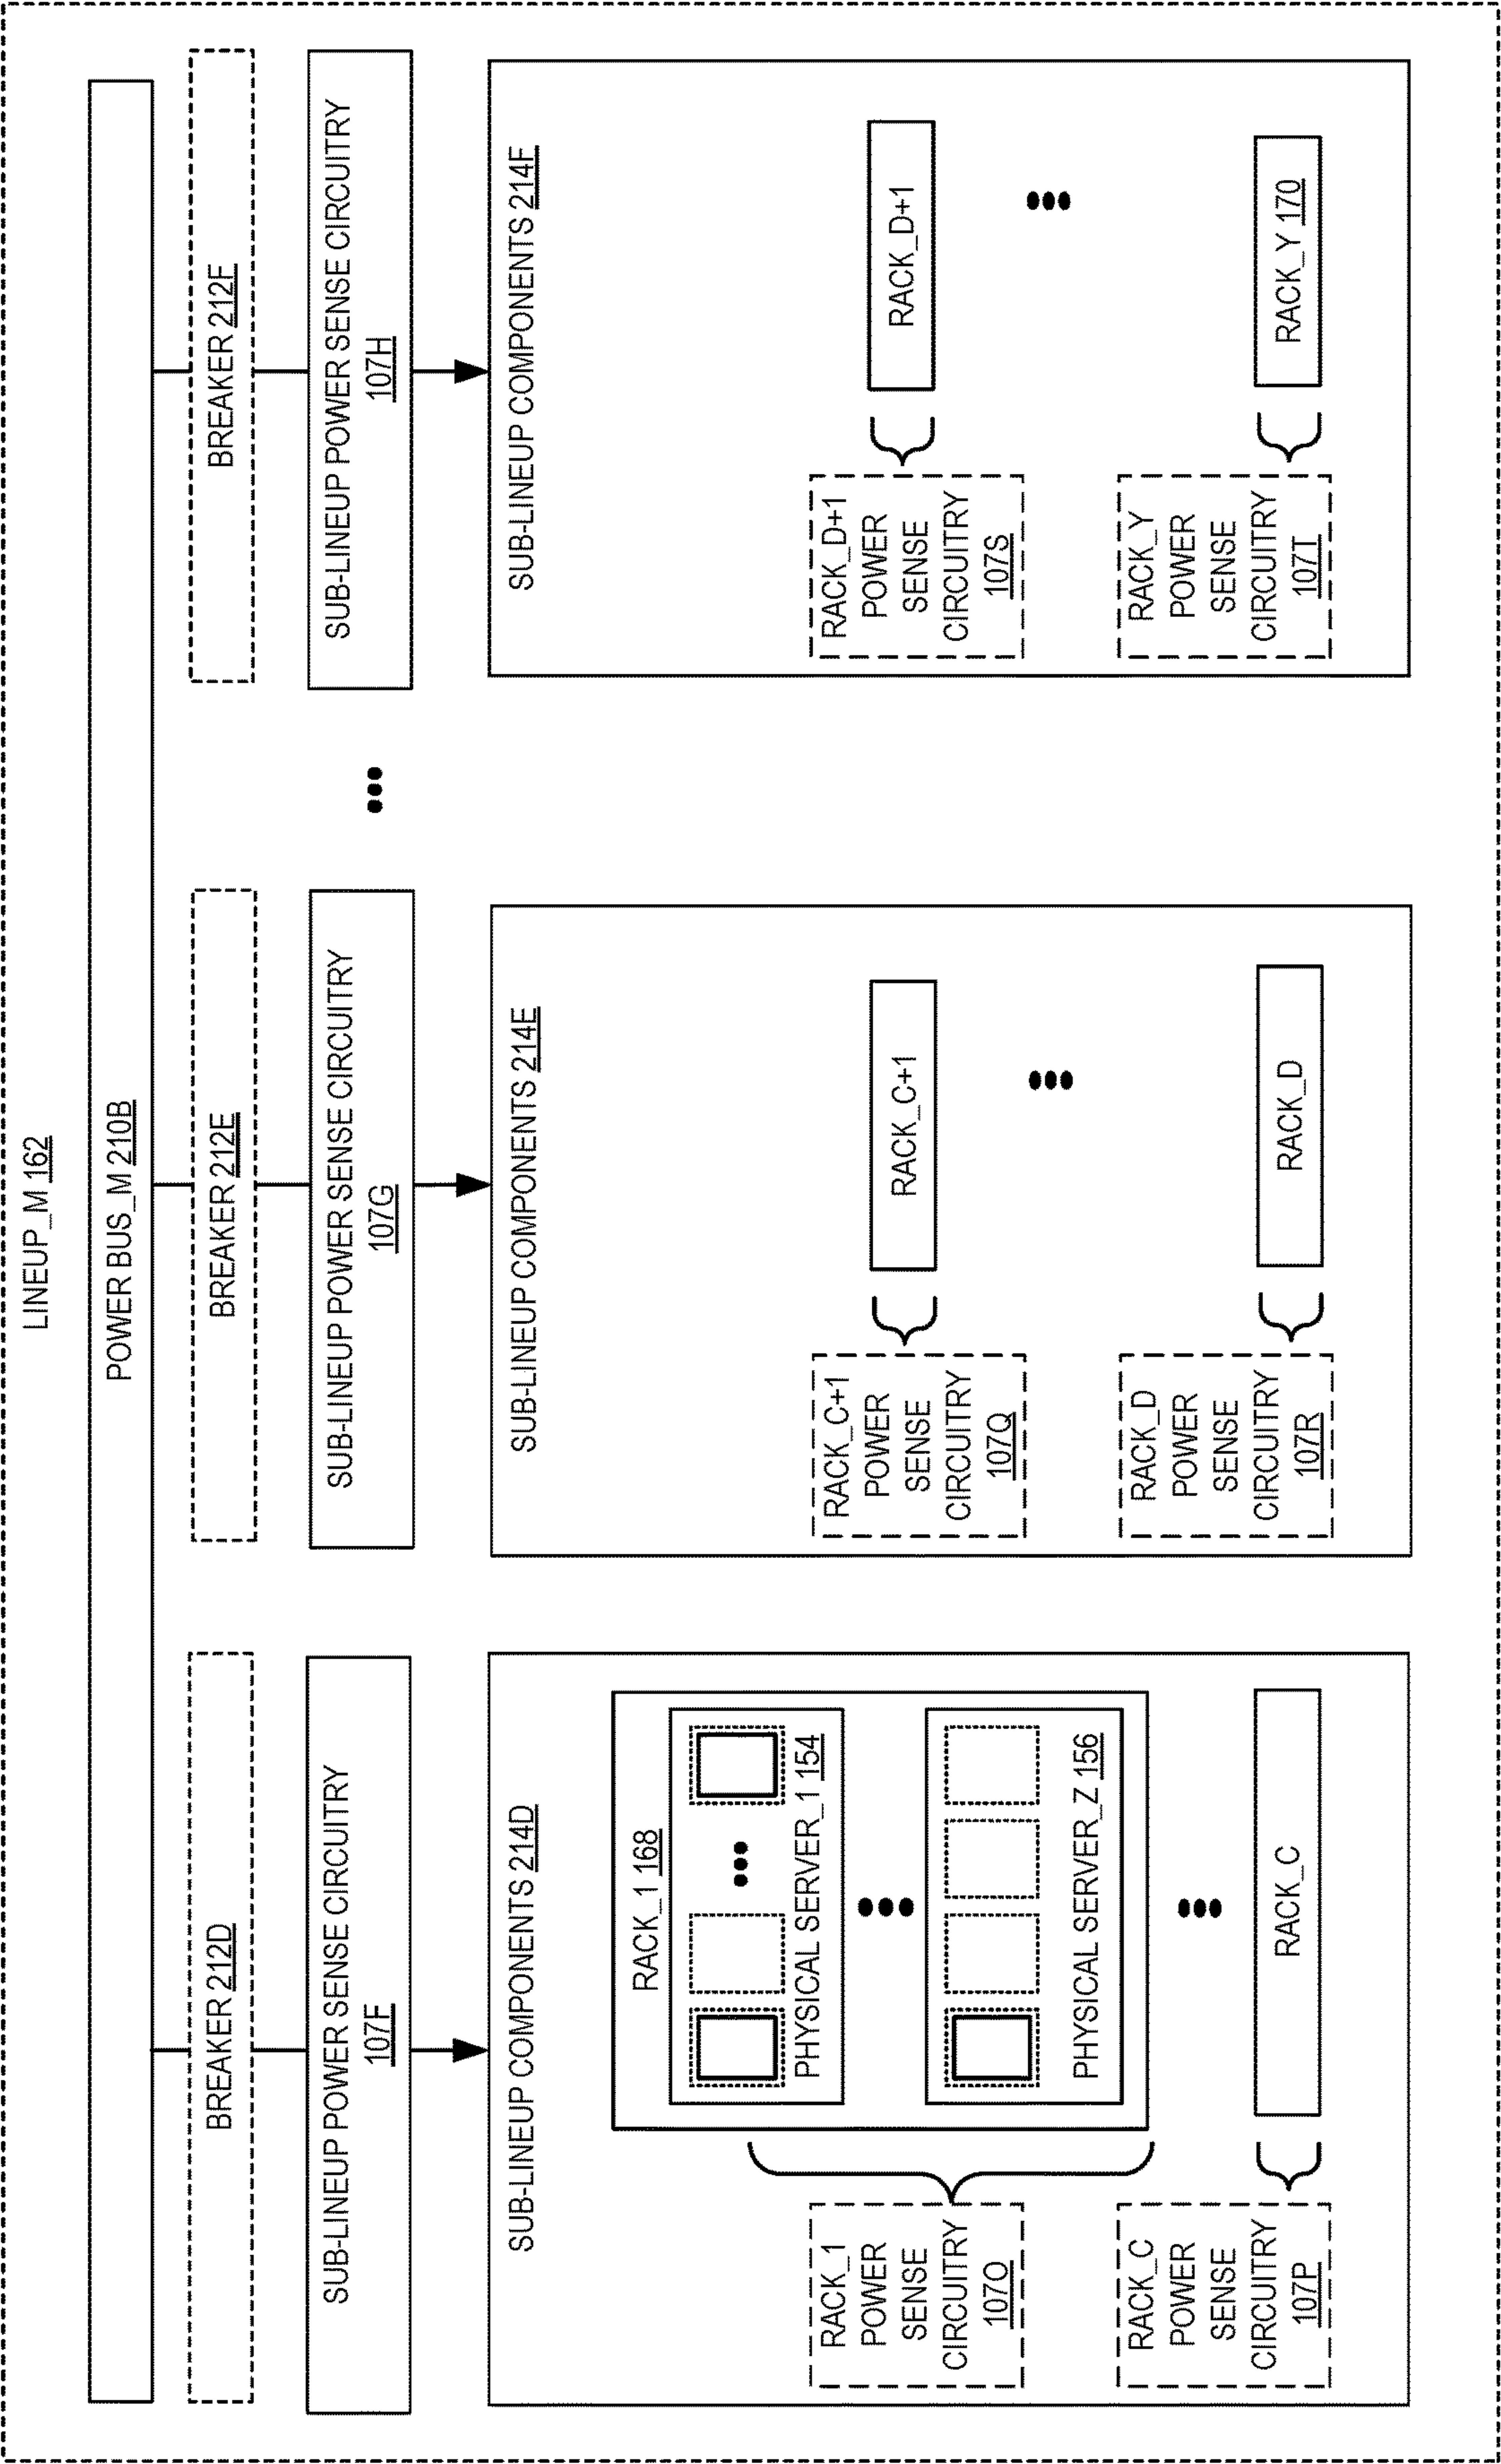 LINEUP_M 162
POWER BUS_M 210B
BREAKER 212D
SUB-LINEUP POWER SENSE CIRCUITRY
107F
SUB-LINEUP COMPONENTS 214D
RACK_1 168
PHYSICAL SERVER_1 154
PHYSICAL SERVER_Z 156
RACK_1
POWER
SENSE
CIRCUITRY
107O
RACK_C
POWER
SENSE
CIRCUITRY
107P
RACK_C
BREAKER 212E
SUB-LINEUP POWER SENSE CIRCUITRY
107G
SUB-LINEUP COMPONENTS 214E
RACK_C+1
POWER
SENSE
CIRCUITRY
107Q
RACK_C+1
RACK_D
POWER
SENSE
CIRCUITRY
107R
RACK_D
BREAKER 212F
SUB-LINEUP POWER SENSE CIRCUITRY
107H
SUB-LINEUP COMPONENTS 214F
RACK_D+1
POWER
SENSE
CIRCUITRY
107S
RACK_D+1
RACK_Y
POWER
SENSE
CIRCUITRY
107T
RACK_Y 170